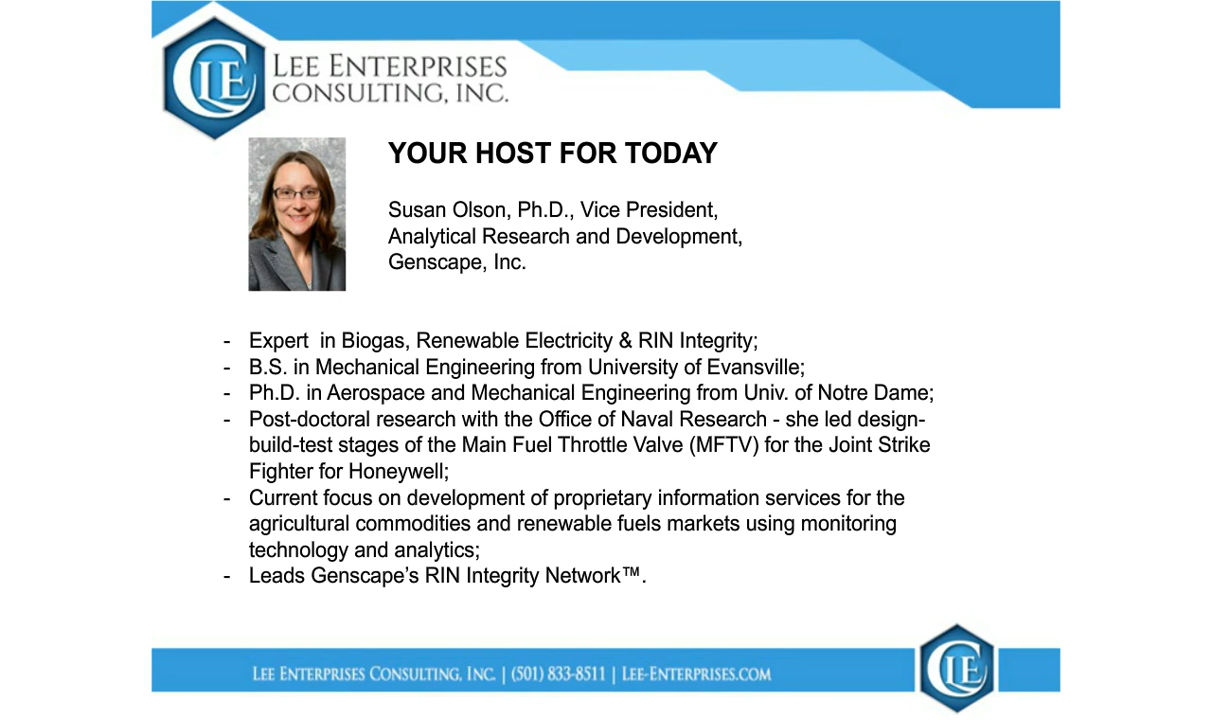 LEE ENTERPRISES
CONSULTING, INC.
YOUR HOST FOR TODAY
Susan Olson, Ph.D., Vice President,
Analytical Research and Development,
Genscape, Inc.
- Expert  in Biogas, Renewable Electricity & RIN Integrity;
- B.S. in Mechanical Engineering from University of Evansville;
- Ph.D. in Aerospace and Mechanical Engineering from Univ. of Notre Dame;
- Post-doctoral research with the Office of Naval Research - she led design-
build-test stages of the Main Fuel Throttle Valve (MFTV) for the Joint Strike
Fighter for Honeywell;
- Current focus on development of proprietary information services for the
agricultural commodities and renewable fuels markets using monitoring
technology and analytics;
- Leads Genscape’s RIN Integrity Network™.
LEE ENTERPRISES CONSULTING, INC. | (501) 833-8511 | LEE-ENTERPRISES.COM
CLE